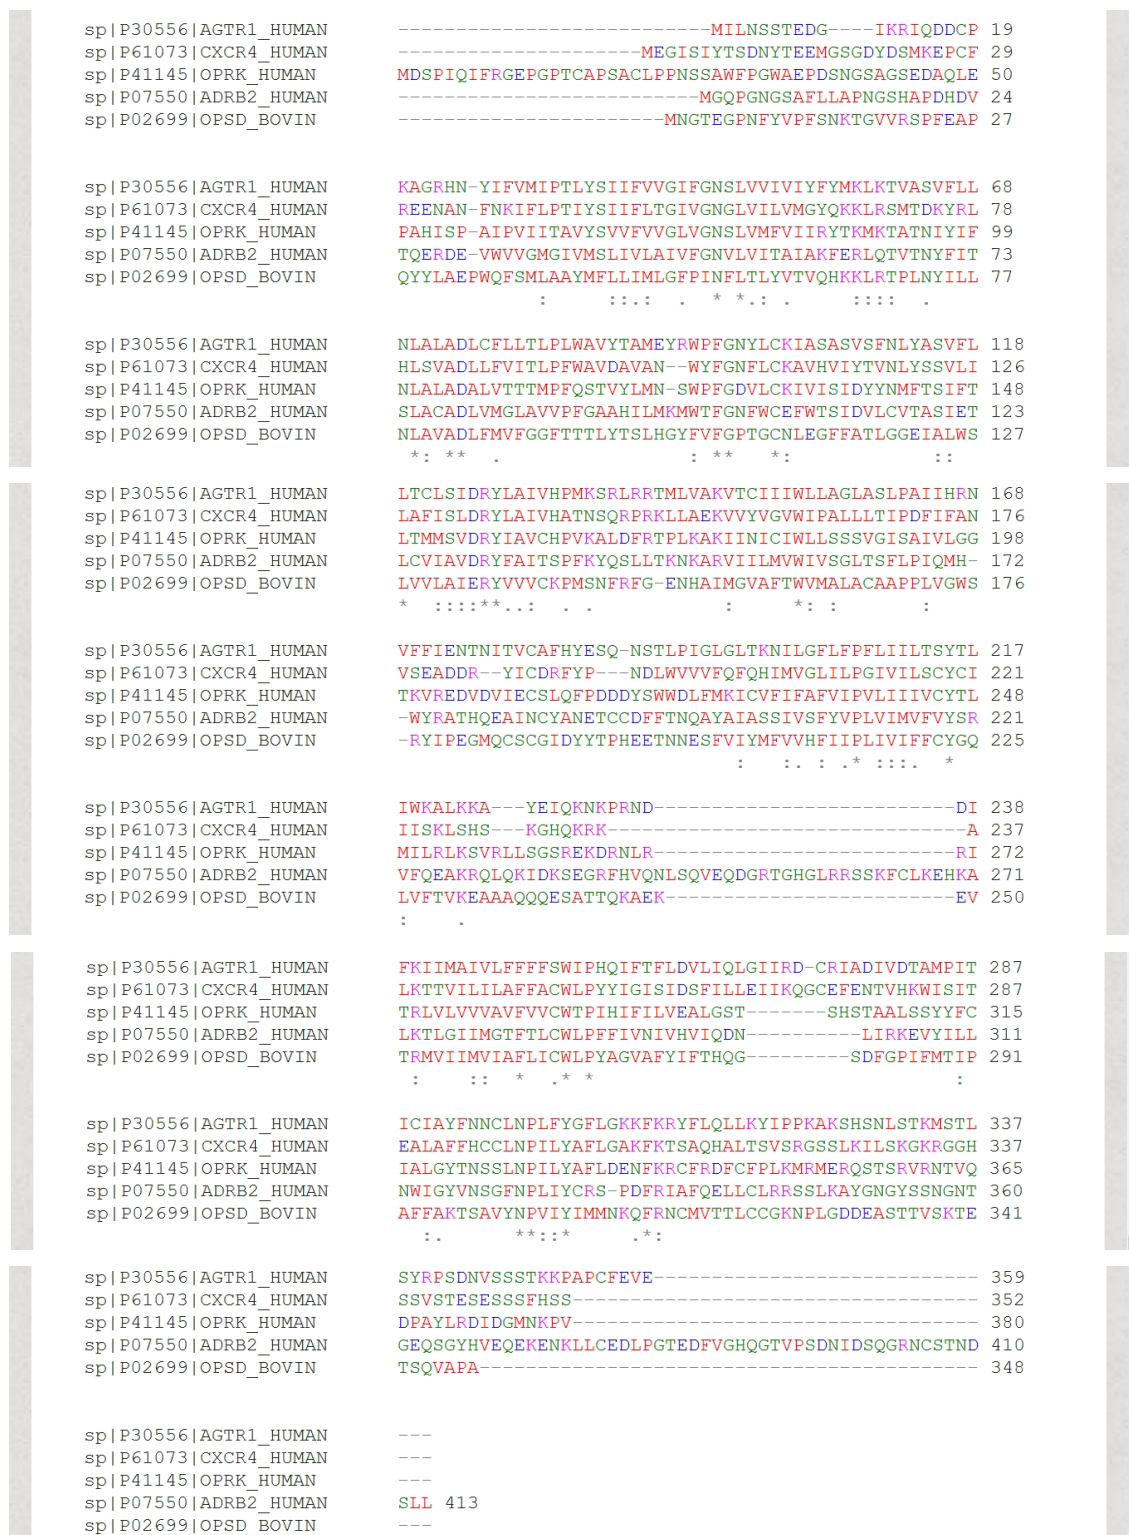 sp|P30556|AGTR1_HUMAN ---------------------------MILNSSTEDG----IKRIQDDCP 19
sp|P61073|CXCR4_HUMAN ---------------------MEGISIYTSDNYTEEMGSGDYDSMKEPCF 29
sp|P41145|OPRK_HUMAN MDSPIQIFRGEPGPTCAPSACLPPNSSAWFPGWAEPDSNGSAGSEDAQLE 50
sp|P07550|ADRB2_HUMAN --------------------------MGQPGNGSAFLLAPNGSHAPDHDV 24
sp|P02699|OPSD_BOVIN -----------------------MNGTEGPNFYVPFSNKTGVVRSPFEAP 27
sp|P30556|AGTR1_HUMAN KAGRHN-YIFVMIPTLYSIIFVVGIFGNSLVVIVIYFYMKLKTVASVFLL 68
sp|P61073|CXCR4_HUMAN REENAN-FNKIFLPTIYSIIFLTGIVGNGLVILVMGYQKKLRSMTDKYRL 78
sp|P41145|OPRK_HUMAN PAHISP-AIPVIITAVYSVVFVVGLVGNSLVMFVIIRYTKMKTATNIYIF 99
sp|P07550|ADRB2_HUMAN TQERDE-VWVVGMGIVMSLIVLAIVFGNVLVITAIAKFERLQTVTNYFIT 73
sp|P02699|OPSD_BOVIN QYYLAEPWQFSMLAAYMFLLIMLGFPINFLTLYVTVQHKKLRTPLNYILL 77
: ::.: . * *.: . :::: .
sp|P30556|AGTR1_HUMAN NLALADLCFLLTLPLWAVYTAMEYRWPFGNYLCKIASASVSFNLYASVFL 118
sp|P61073|CXCR4_HUMAN HLSVADLLFVITLPFWAVDAVAN--WYFGNFLCKAVHVIYTVNLYSSVLI 126
sp|P41145|OPRK_HUMAN NLALADALVTTTMPFQSTVYLMN-SWPFGDVLCKIVISIDYYNMFTSIFT 148
sp|P07550|ADRB2_HUMAN SLACADLVMGLAVVPFGAAHILMKMWTFGNFWCEFWTSIDVLCVTASIET 123
sp|P02699|OPSD_BOVIN NLAVADLFMVFGGFTTTLYTSLHGYFVFGPTGCNLEGFFATLGGEIALWS 127
*: ** . : ** *: ::
sp|P30556|AGTR1_HUMAN LTCLSIDRYLAIVHPMKSRLRRTMLVAKVTCIIIWLLAGLASLPAIIHRN 168
sp|P61073|CXCR4_HUMAN LAFISLDRYLAIVHATNSQRPRKLLAEKVVYVGVWIPALLLTIPDFIFAN 176
sp|P41145|OPRK_HUMAN LTMMSVDRYIAVCHPVKALDFRTPLKAKIINICIWLLSSSVGISAIVLGG 198
sp|P07550|ADRB2_HUMAN LCVIAVDRYFAITSPFKYQSLLTKNKARVIILMVWIVSGLTSFLPIQMH- 172
sp|P02699|OPSD_BOVIN LVVLAIERYVVVCKPMSNFRFG-ENHAIMGVAFTWVMALACAAPPLVGWS 176
* ::::**..: . . : *: : :
sp|P30556|AGTR1_HUMAN VFFIENTNITVCAFHYESQ-NSTLPIGLGLTKNILGFLFPFLIILTSYTL 217
sp|P61073|CXCR4_HUMAN VSEADDR--YICDRFYP---NDLWVVVFQFQHIMVGLILPGIVILSCYCI 221
sp|P41145|OPRK_HUMAN TKVREDVDVIECSLQFPDDDYSWWDLFMKICVFIFAFVIPVLIIIVCYTL 248
sp|P07550|ADRB2_HUMAN -WYRATHQEAINCYANETCCDFFTNQAYAIASSIVSFYVPLVIMVFVYSR 221
sp|P02699|OPSD_BOVIN -RYIPEGMQCSCGIDYYTPHEETNNESFVIYMFVVHFIIPLIVIFFCYGQ 225
: :. : .* :::. *
sp|P30556|AGTR1_HUMAN IWKALKKA---YEIQKNKPRND--------------------------DI 238
sp|P61073|CXCR4_HUMAN IISKLSHS---KGHQKRK-------------------------------A 237
sp|P41145|OPRK_HUMAN MILRLKSVRLLSGSREKDRNLR--------------------------RI 272
sp|P07550|ADRB2_HUMAN VFQEAKRQLQKIDKSEGRFHVQNLSQVEQDGRTGHGLRRSSKFCLKEHKA 271
sp|P02699|OPSD_BOVIN LVFTVKEAAAQQQESATTQKAEK-------------------------EV 250
: .
sp|P30556|AGTR1_HUMAN FKIIMAIVLFFFFSWIPHQIFTFLDVLIQLGIIRD-CRIADIVDTAMPIT 287
sp|P61073|CXCR4_HUMAN LKTTVILILAFFACWLPYYIGISIDSFILLEIIKQGCEFENTVHKWISIT 287
sp|P41145|OPRK_HUMAN TRLVLVVVAVFVVCWTPIHIFILVEALGST-------SHSTAALSSYYFC 315
sp|P07550|ADRB2_HUMAN LKTLGIIMGTFTLCWLPFFIVNIVHVIQDN----------LIRKEVYILL 311
sp|P02699|OPSD_BOVIN TRMVIIMVIAFLICWLPYAGVAFYIFTHQG---------SDFGPIFMTIP 291
: :: * .* * :
sp|P30556|AGTR1_HUMAN ICIAYFNNCLNPLFYGFLGKKFKRYFLQLLKYIPPKAKSHSNLSTKMSTL 337
sp|P61073|CXCR4_HUMAN EALAFFHCCLNPILYAFLGAKFKTSAQHALTSVSRGSSLKILSKGKRGGH 337
sp|P41145|OPRK_HUMAN IALGYTNSSLNPILYAFLDENFKRCFRDFCFPLKMRMERQSTSRVRNTVQ 365
sp|P07550|ADRB2_HUMAN NWIGYVNSGFNPLIYCRS-PDFRIAFQELLCLRRSSLKAYGNGYSSNGNT 360
sp|P02699|OPSD_BOVIN AFFAKTSAVYNPVIYIMMNKQFRNCMVTTLCCGKNPLGDDEASTTVSKTE 341
:. **::* .*:
sp|P30556|AGTR1_HUMAN SYRPSDNVSSSTKKPAPCFEVE---------------------------- 359
sp|P61073|CXCR4_HUMAN SSVSTESESSSFHSS----------------------------------- 352
sp|P41145|OPRK_HUMAN DPAYLRDIDGMNKPV----------------------------------- 380
sp|P07550|ADRB2_HUMAN GEQSGYHVEQEKENKLLCEDLPGTEDFVGHQGTVPSDNIDSQGRNCSTND 410
sp|P02699|OPSD_BOVIN TSQVAPA------------------------------------------- 348
sp|P30556|AGTR1_HUMAN ---
sp|P61073|CXCR4_HUMAN ---
sp|P41145|OPRK_HUMAN ---
sp|P07550|ADRB2_HUMAN SLL 413
sp|P02699|OPSD_BOVIN ---